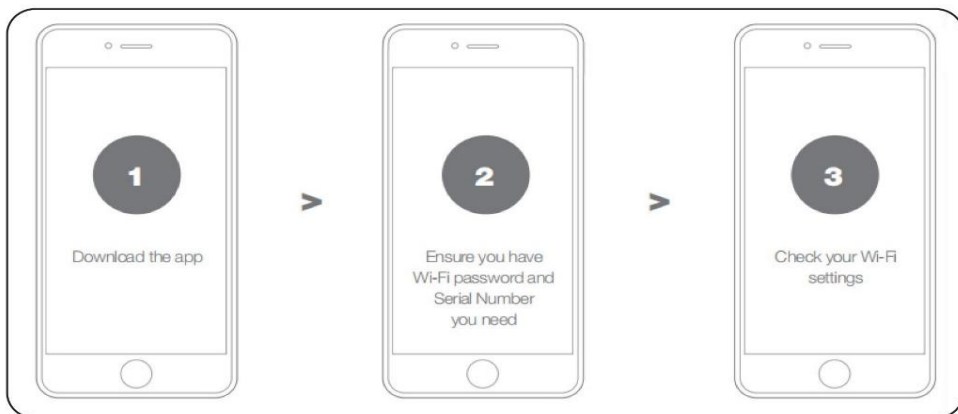 1
Download the app
>
2
Ensure you have
Wi-Fi password and
Serial Number
you need
>
3
Check your Wi-Fi
settings